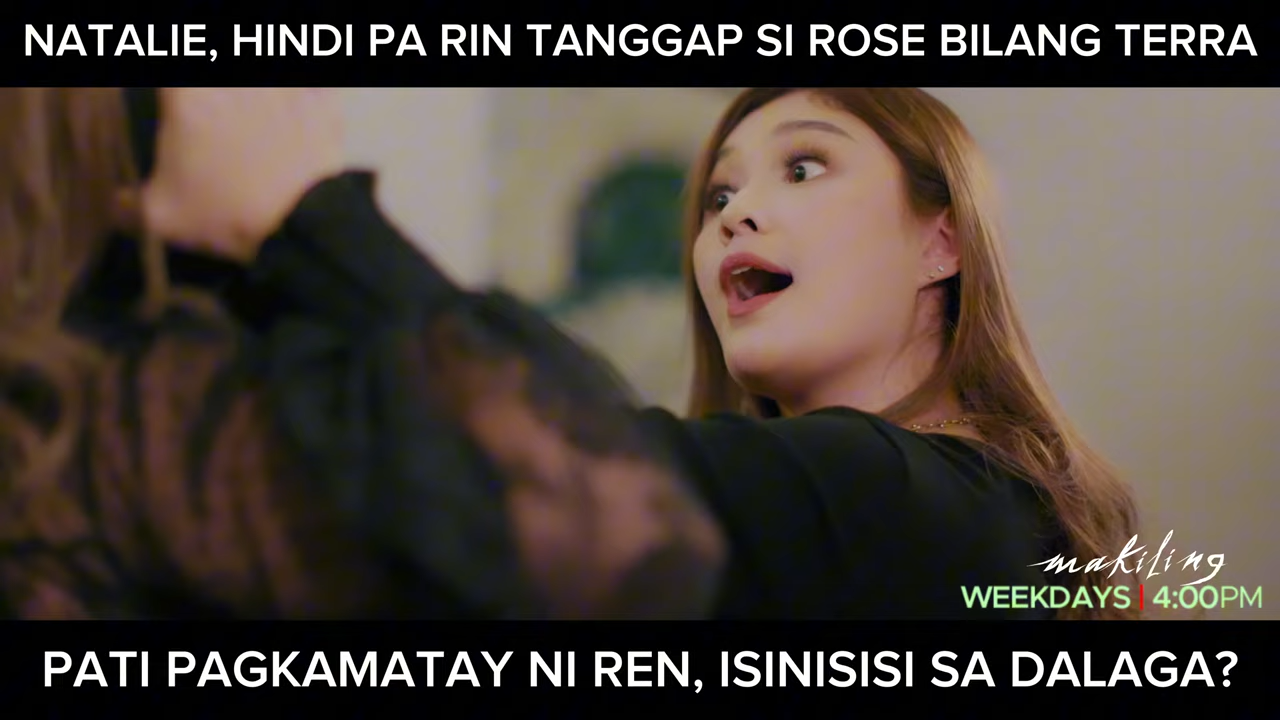 NATALIE, HINDI PA RIN TANGGAP SI ROSE BILANG TERRA
makiling
WEEKDAYS | 4:00PM
PATI PAGKAMATAY NI REN, ISINISISI SA DALAGA?